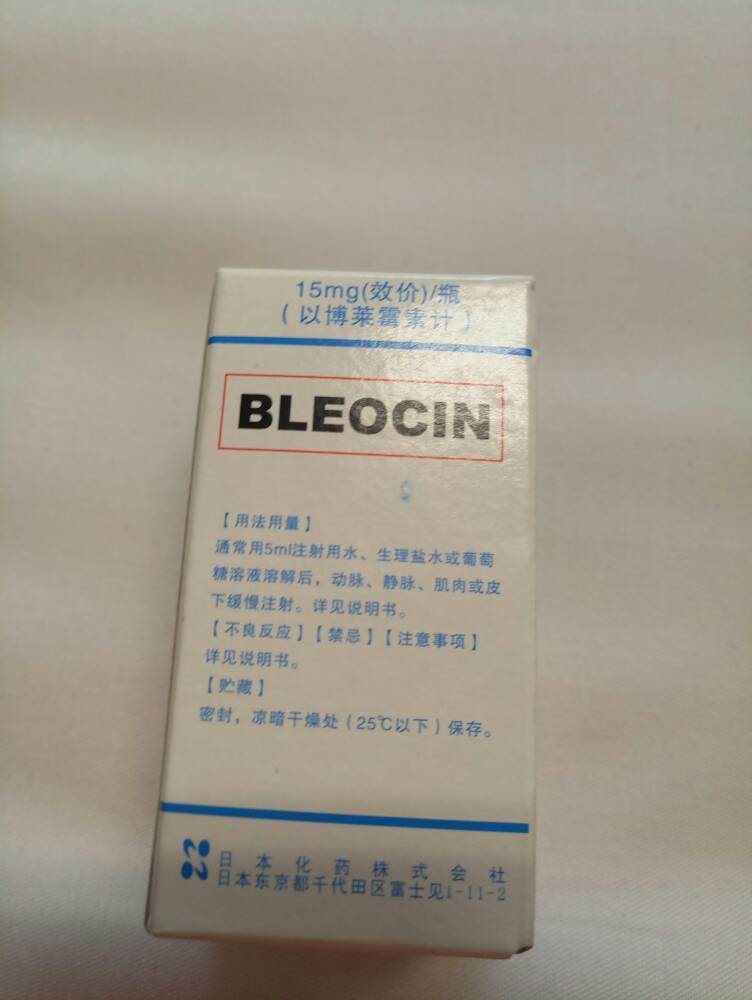 15mg(效价)/瓶
(以博莱霉素计)
BLEOCIN
【用法用量】
通常用5ml注射用水、生理盐水或葡萄
糖溶液溶解后，动脉、静脉、肌肉或皮
下缓慢注射。详见说明书。
【不良反应】【禁忌】【注意事项】
详见说明书。
【贮藏】
密封，凉暗干燥处(25℃以下)保存。
日本化药株式会社
日本东京都千代田区富士见1-11-2